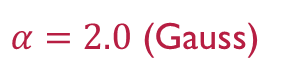 α = 2.0 (Gauss)